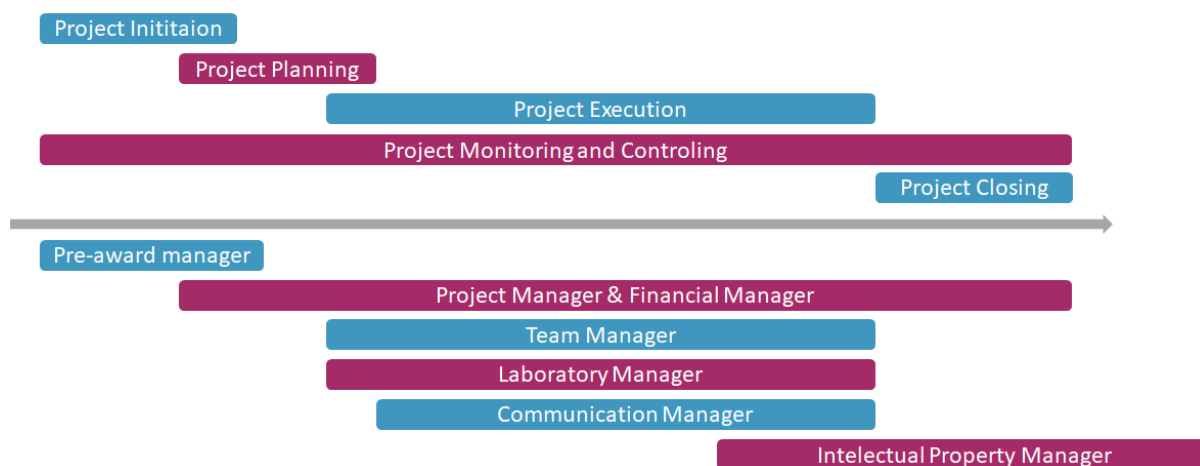 Project Inititaion
Project Planning
Project Execution
Project Monitoring and Controling
Project Closing
Pre-award manager
Project Manager & Financial Manager
Team Manager
Laboratory Manager
Communication Manager
Intelectual Property Manager